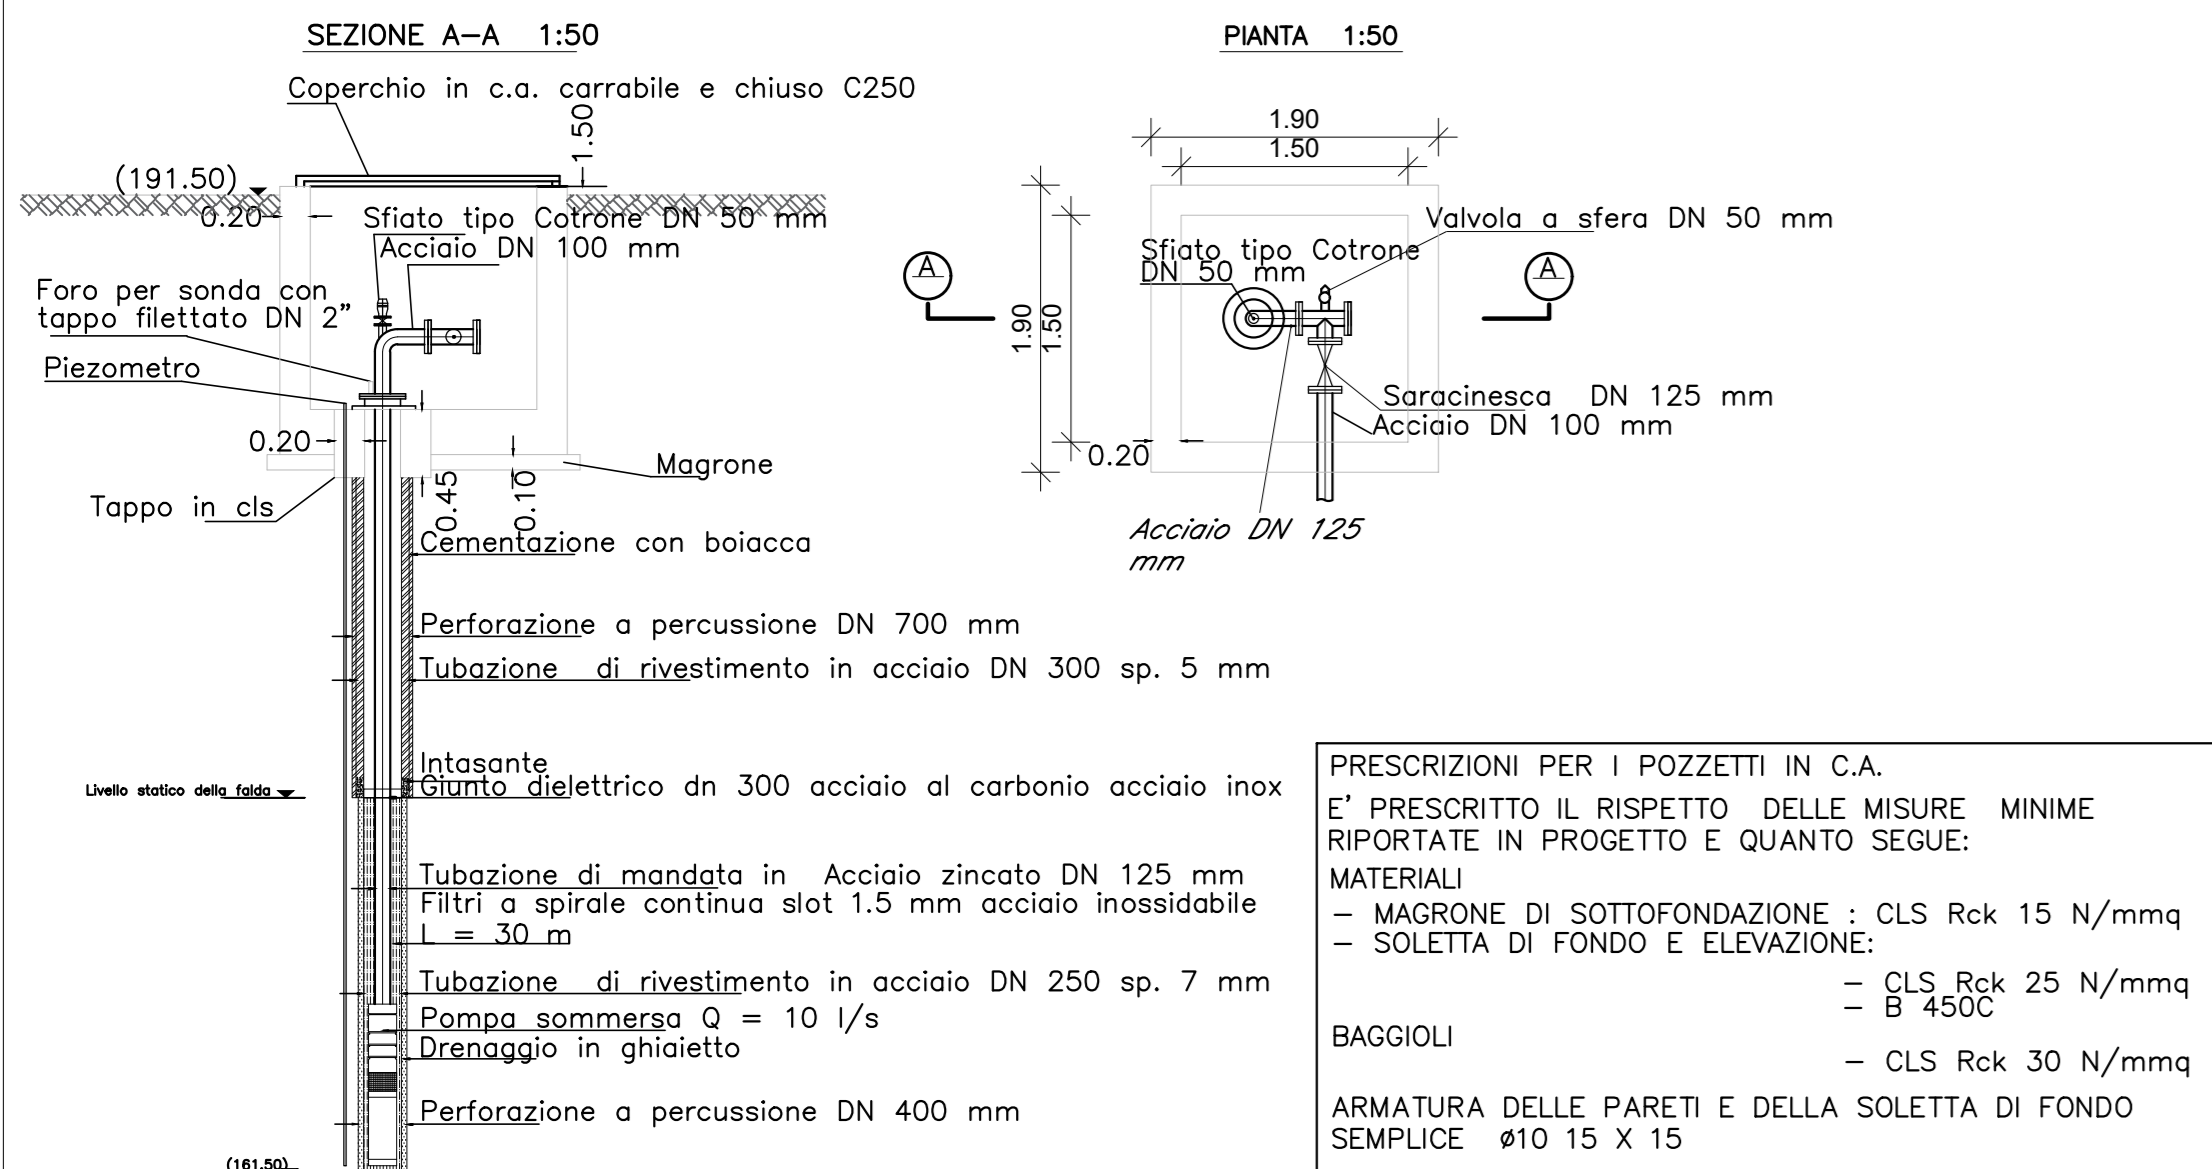 SEZIONE A-A 1:50
Coperchio in c.a. carrabile e chiuso C250
1.50
(191.50)
0.20
Sfiato tipo Cotrone DN 50 mm
Acciaio DN 100 mm
Foro per sonda con
tappo filettato DN 2"
Piezometro
0.20
Magrone
Tappo in cls
0.45
0.10
Cementazione con boiacca
Perforazione a percussione DN 700 mm
Tubazione di rivestimento in acciaio DN 300 sp. 5 mm
Intasante
Giunto dielettrico dn 300 acciaio al carbonio acciaio inox
Livello statico della falda
Tubazione di mandata in Acciaio zincato DN 125 mm
Filtri a spirale continua slot 1.5 mm acciaio inossidabile
L = 30 m
Tubazione di rivestimento in acciaio DN 250 sp. 7 mm
Pompa sommersa Q = 10 l/s
Drenaggio in ghiaietto
Perforazione a percussione DN 400 mm
(161.50)
PIANTA 1:50
1.90
1.50
Valvola a sfera DN 50 mm
Sfiato tipo Cotrone
DN 50 mm
A
A
1.90
1.50
Saracinesca DN 125 mm
Acciaio DN 100 mm
0.20
Acciaio DN 125
mm
PRESCRIZIONI PER I POZZETTI IN C.A.
E' PRESCRITTO IL RISPETTO DELLE MISURE MINIME
RIPORTATE IN PROGETTO E QUANTO SEGUE:
MATERIALI
- MAGRONE DI SOTTOFONDAZIONE : CLS Rck 15 N/mmq
- SOLETTA DI FONDO E ELEVAZIONE:
- CLS Rck 25 N/mmq
- B 450C
BAGGIOLI
- CLS Rck 30 N/mmq
ARMATURA DELLE PARETI E DELLA SOLETTA DI FONDO
SEMPLICE ø10 15 X 15